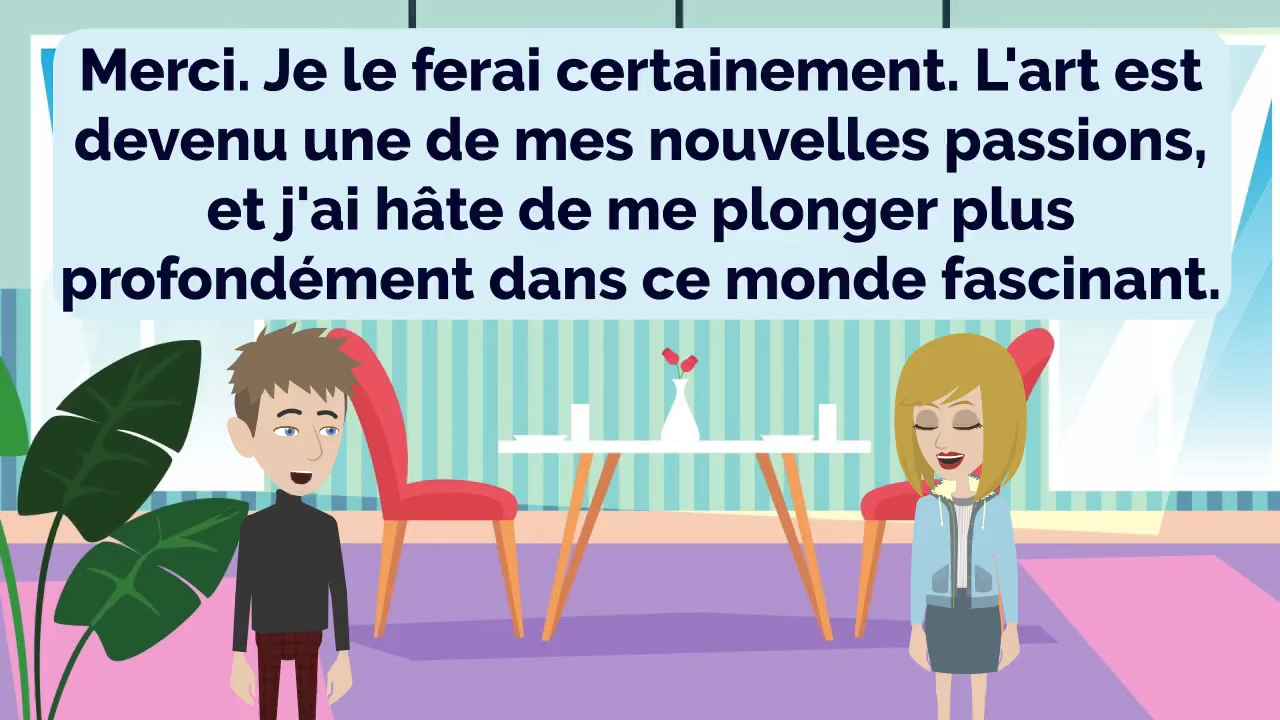 Merci. Je le ferai certainement. L'art est
devenu une de mes nouvelles passions,
et j'ai hâte de me plonger plus
profondément dans ce monde fascinant.